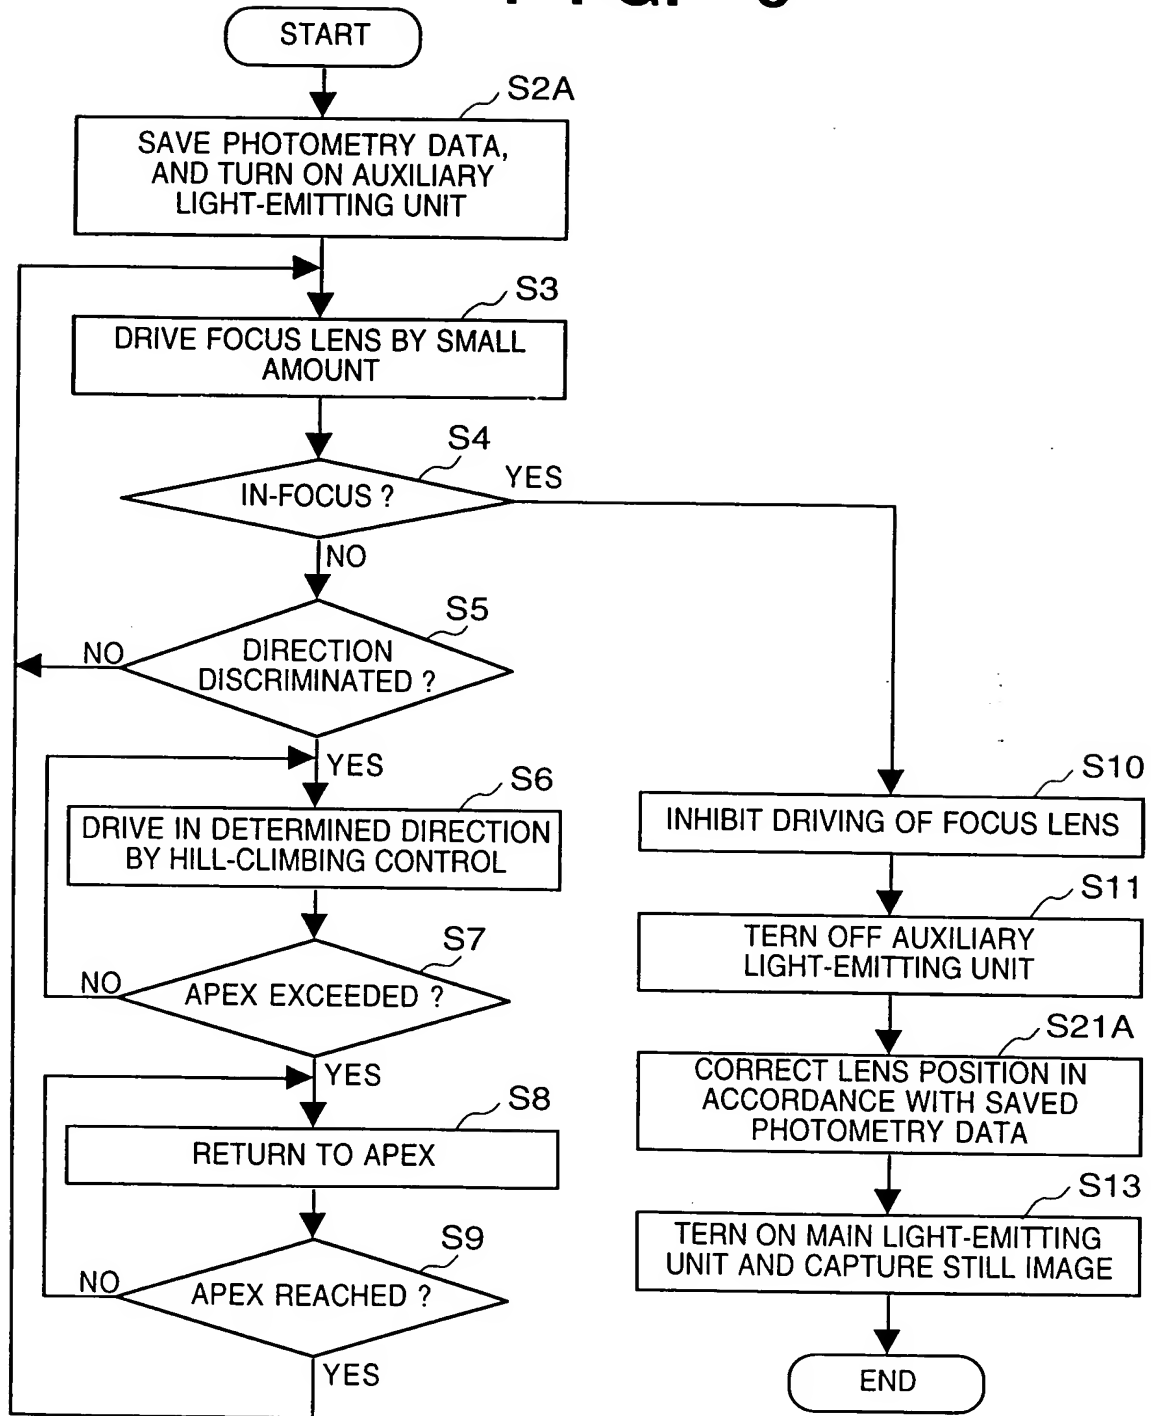 START
S2A
SAVE PHOTOMETRY DATA,
AND TURN ON AUXILIARY
LIGHT-EMITTING UNIT
S3
DRIVE FOCUS LENS BY SMALL
AMOUNT
S4
IN-FOCUS ?
YES
NO
S5
DIRECTION
DISCRIMINATED ?
NO
YES
S6
DRIVE IN DETERMINED DIRECTION
BY HILL-CLIMBING CONTROL
S7
APEX EXCEEDED ?
NO
YES
S8
RETURN TO APEX
S9
APEX REACHED ?
NO
YES
S10
INHIBIT DRIVING OF FOCUS LENS
S11
TERN OFF AUXILIARY
LIGHT-EMITTING UNIT
S21A
CORRECT LENS POSITION IN
ACCORDANCE WITH SAVED
PHOTOMETRY DATA
S13
TERN ON MAIN LIGHT-EMITTING
UNIT AND CAPTURE STILL IMAGE
END